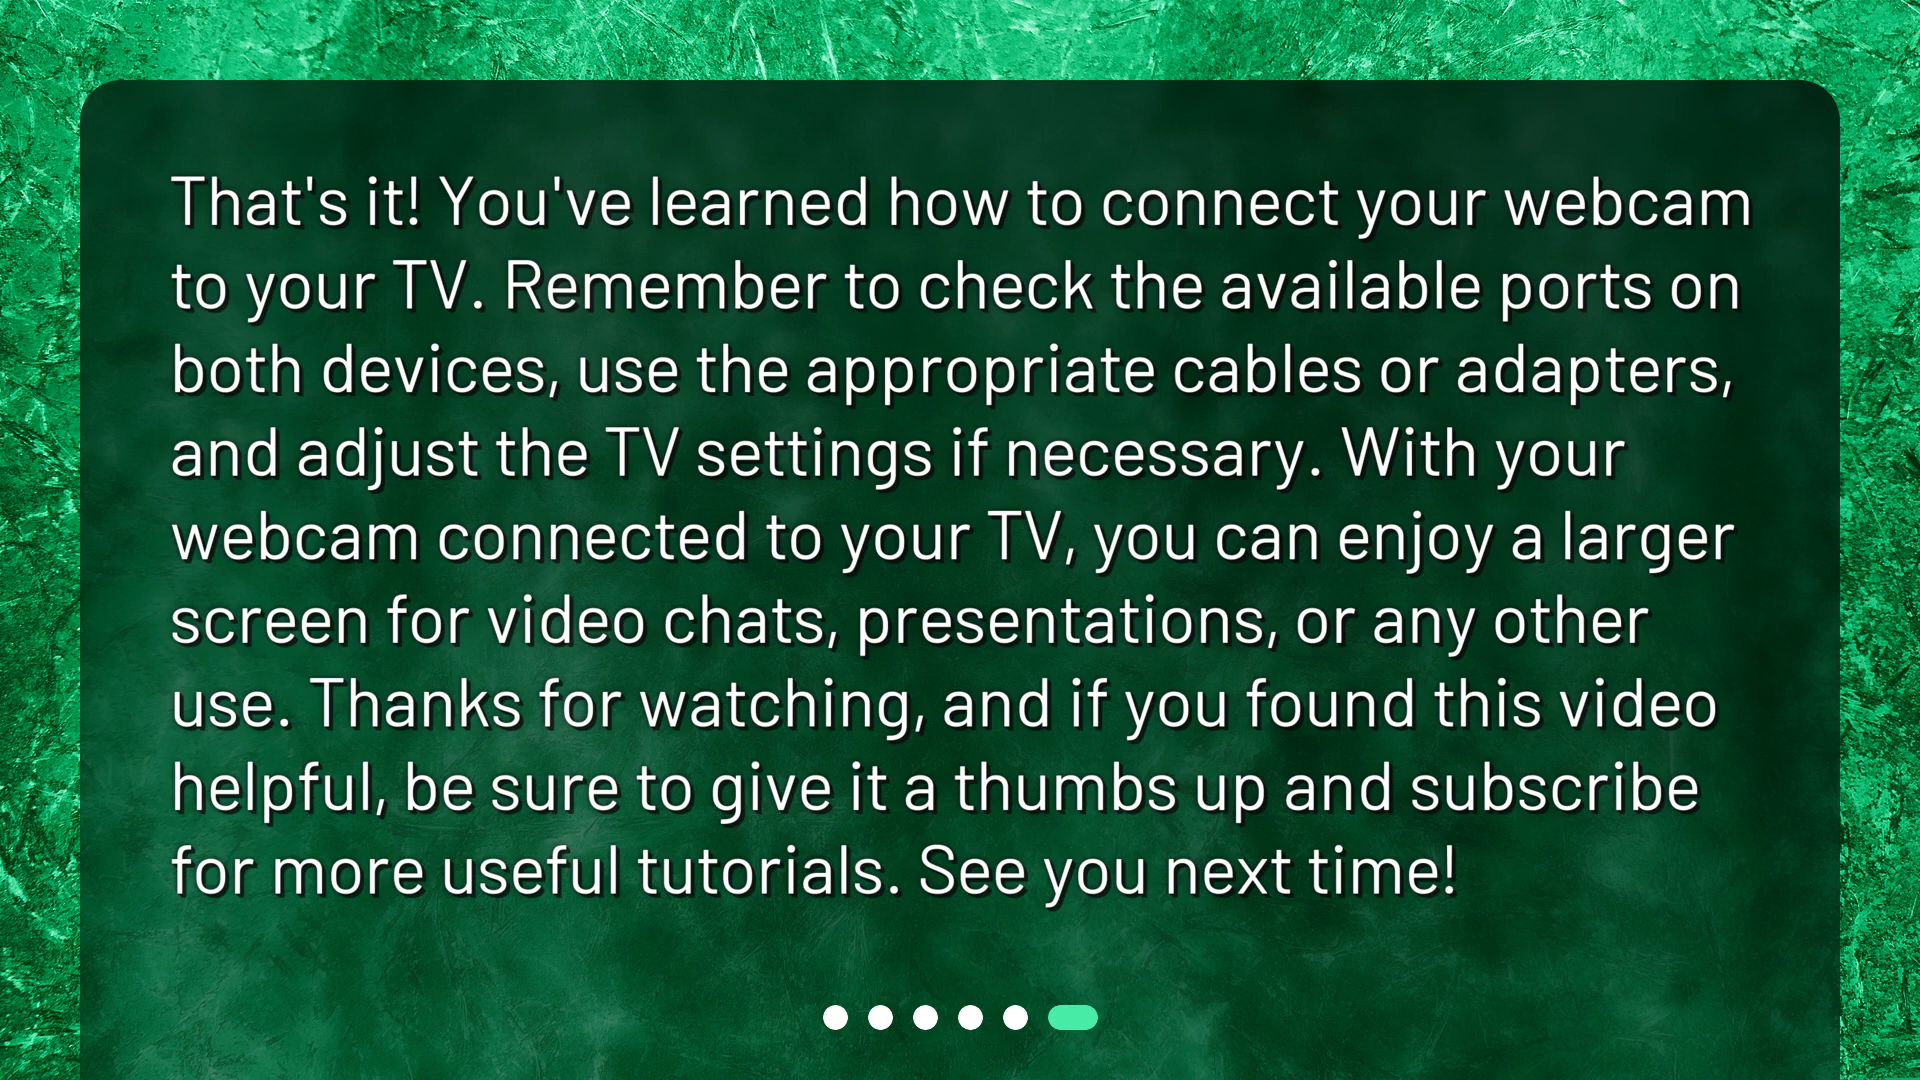 That's it! You've learned how to connect your webcam
to your TV. Remember to check the available ports on
both devices, use the appropriate cables or adapters,
and adjust the TV settings if necessary. With your
webcam connected to your TV, you can enjoy a larger
screen for video chats, presentations, or any other
use. Thanks for watching, and if you found this video
helpful, be sure to give it a thumbs up and subscribe
for more useful tutorials. See you next time!